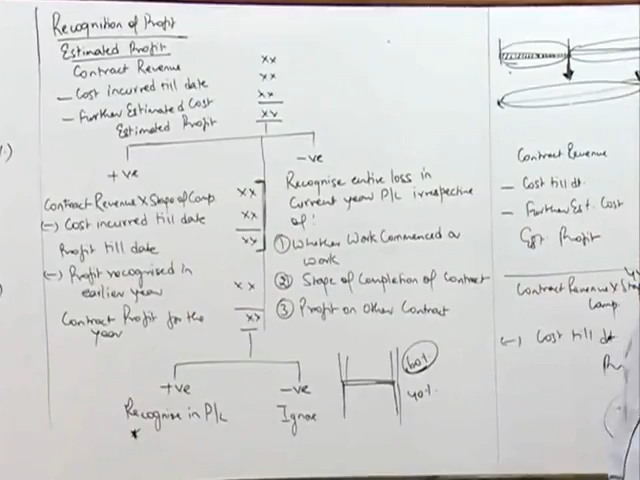 Recognition of Profit
Estimated Profit
Contract Revenue xx
- Cost incurred till date xx
- Further Estimated Cost xx
Estimated Profit xx
+ve
Contract Revenue X Stage of Comp xx
(-) Cost incurred till date xx
Profit till date xx
(-) Profit recognised in
earlier year xx
Contract Profit for the
year xx
+ve
Recognise in P/L
-ve
Ignore
-ve
Recognise entire loss in
Current year P/L irrespective
of:
① Whether Work Commenced or
work
② Stage of Completion of Contract
③ Profit on Other Contract
60%
40%
Contract Revenue
- Cost till dt.
- Further Est. Cost
Est. Profit
Contract Revenue X Stag
Comp
(-) Cost till dt